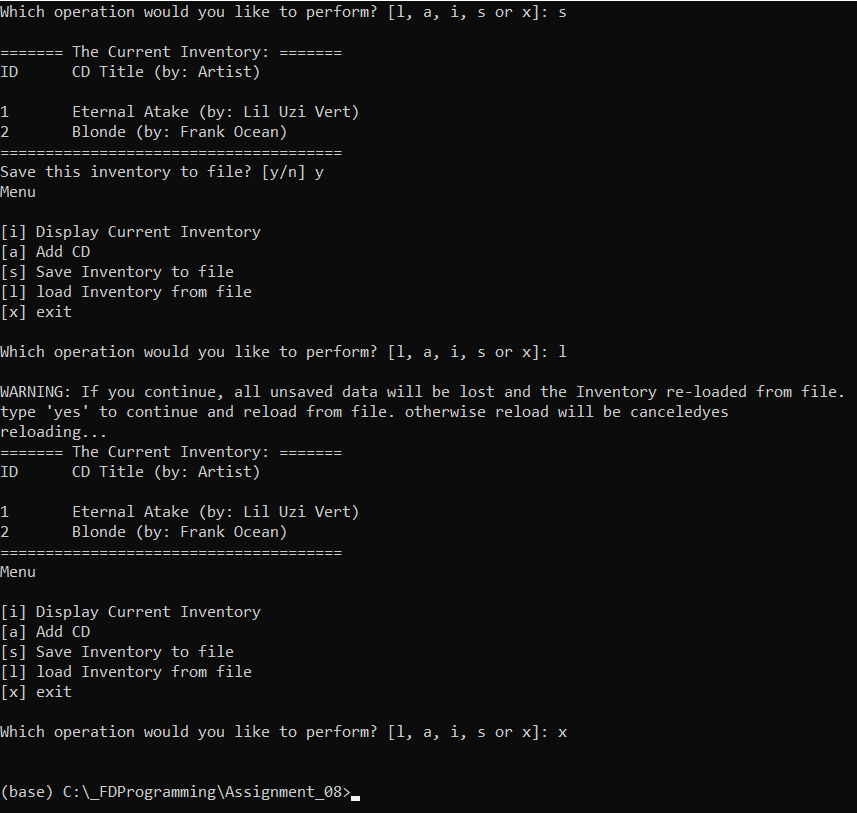 Which operation would you like to perform? [l, a, i, s or x]: s
======= The Current Inventory: =======
ID      CD Title (by: Artist)
1       Eternal Atake (by: Lil Uzi Vert)
2       Blonde (by: Frank Ocean)
======================================
Save this inventory to file? [y/n] y
Menu
[i] Display Current Inventory
[a] Add CD
[s] Save Inventory to file
[l] load Inventory from file
[x] exit
Which operation would you like to perform? [l, a, i, s or x]: l
WARNING: If you continue, all unsaved data will be lost and the Inventory re-loaded from file.
type 'yes' to continue and reload from file. otherwise reload will be canceledyes
reloading...
======= The Current Inventory: =======
ID      CD Title (by: Artist)
1       Eternal Atake (by: Lil Uzi Vert)
2       Blonde (by: Frank Ocean)
======================================
Menu
[i] Display Current Inventory
[a] Add CD
[s] Save Inventory to file
[l] load Inventory from file
[x] exit
Which operation would you like to perform? [l, a, i, s or x]: x
(base) C:\_FDProgramming\Assignment_08>